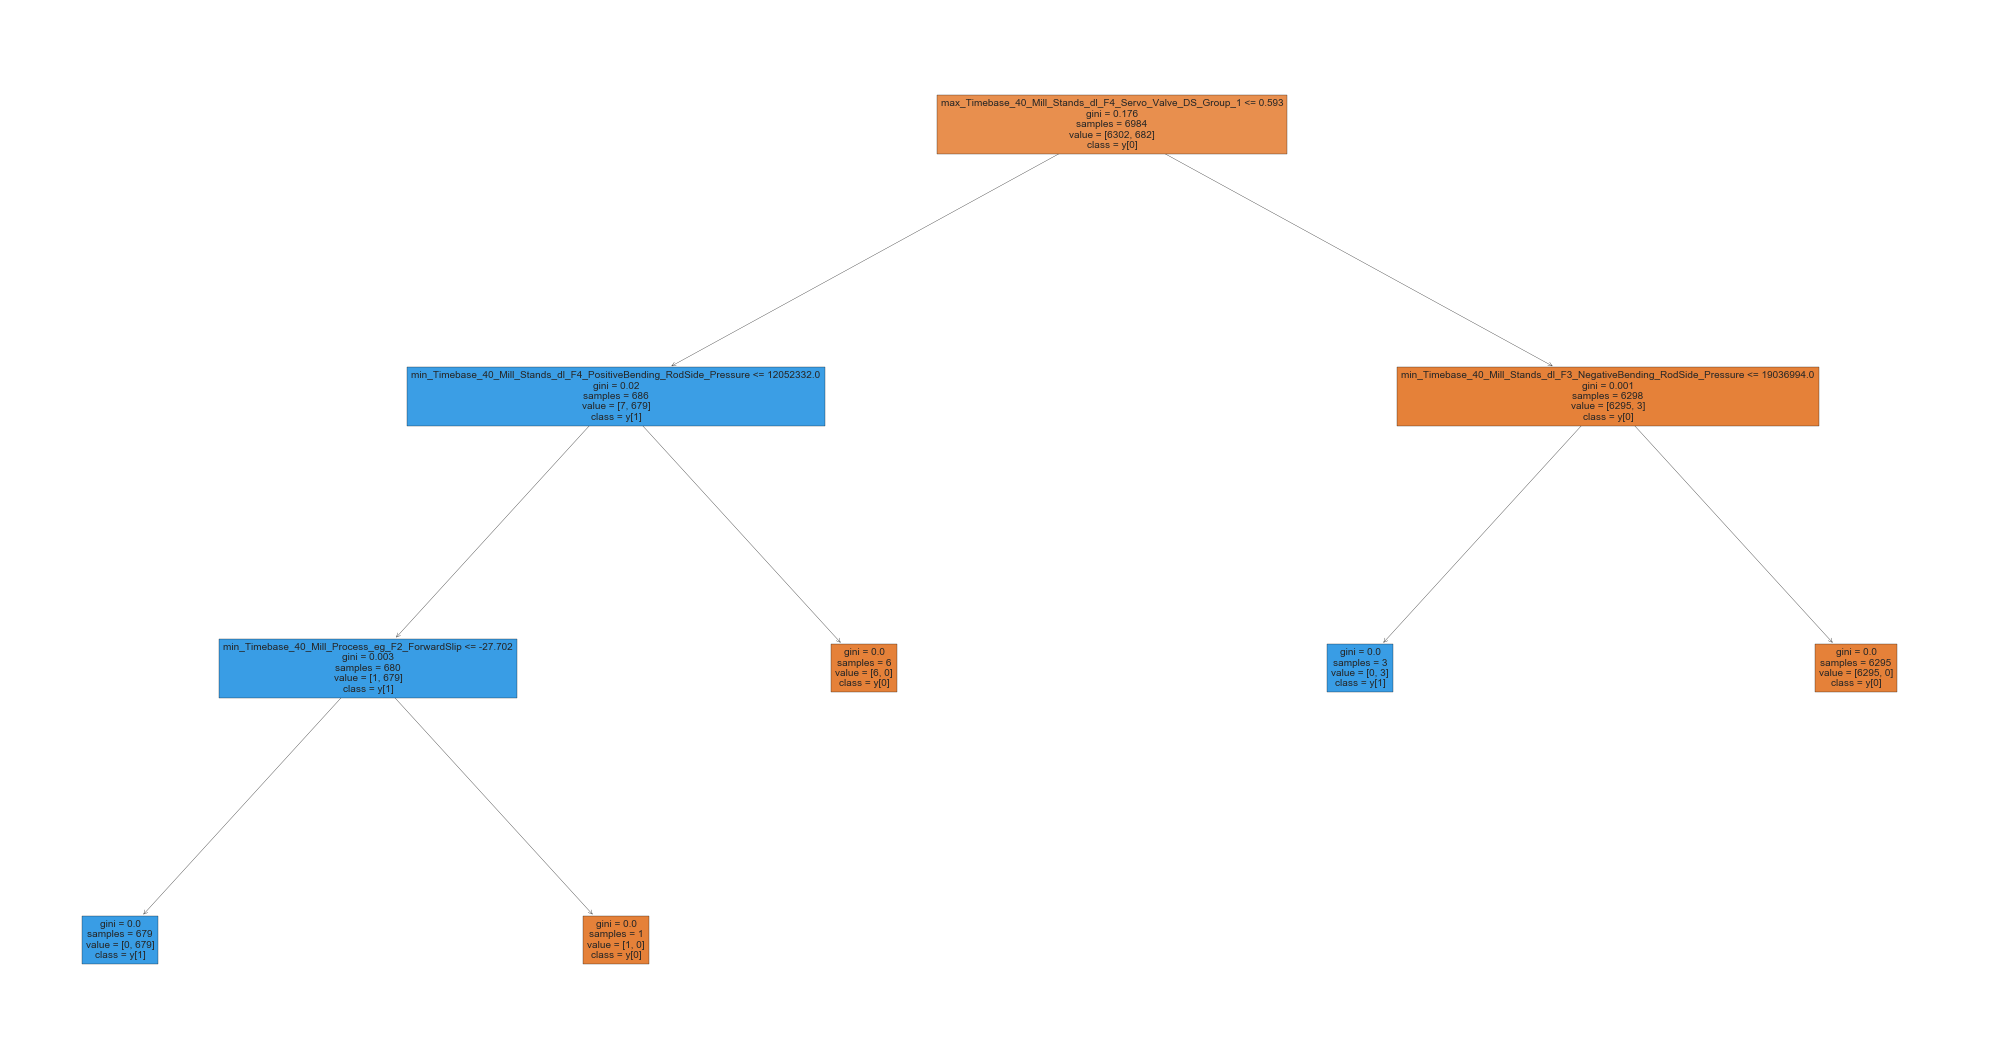 max_Timebase_40_Mill_Stands_dl_F4_Servo_Valve_DS_Group_1 <= 0.593
gini = 0.176
samples = 6984
value = [6302, 682]
class = y[0]
min_Timebase_40_Mill_Stands_dl_F4_PositiveBending_RodSide_Pressure <= 12052332.0
gini = 0.02
samples = 686
value = [7, 679]
class = y[1]
min_Timebase_40_Mill_Stands_dl_F3_NegativeBending_RodSide_Pressure <= 19036994.0
gini = 0.001
samples = 6298
value = [6295, 3]
class = y[0]
min_Timebase_40_Mill_Process_eg_F2_ForwardSlip <= -27.702
gini = 0.003
samples = 680
value = [1, 679]
class = y[1]
gini = 0.0
samples = 6
value = [6, 0]
class = y[0]
gini = 0.0
samples = 3
value = [0, 3]
class = y[1]
gini = 0.0
samples = 6295
value = [6295, 0]
class = y[0]
gini = 0.0
samples = 679
value = [0, 679]
class = y[1]
gini = 0.0
samples = 1
value = [1, 0]
class = y[0]